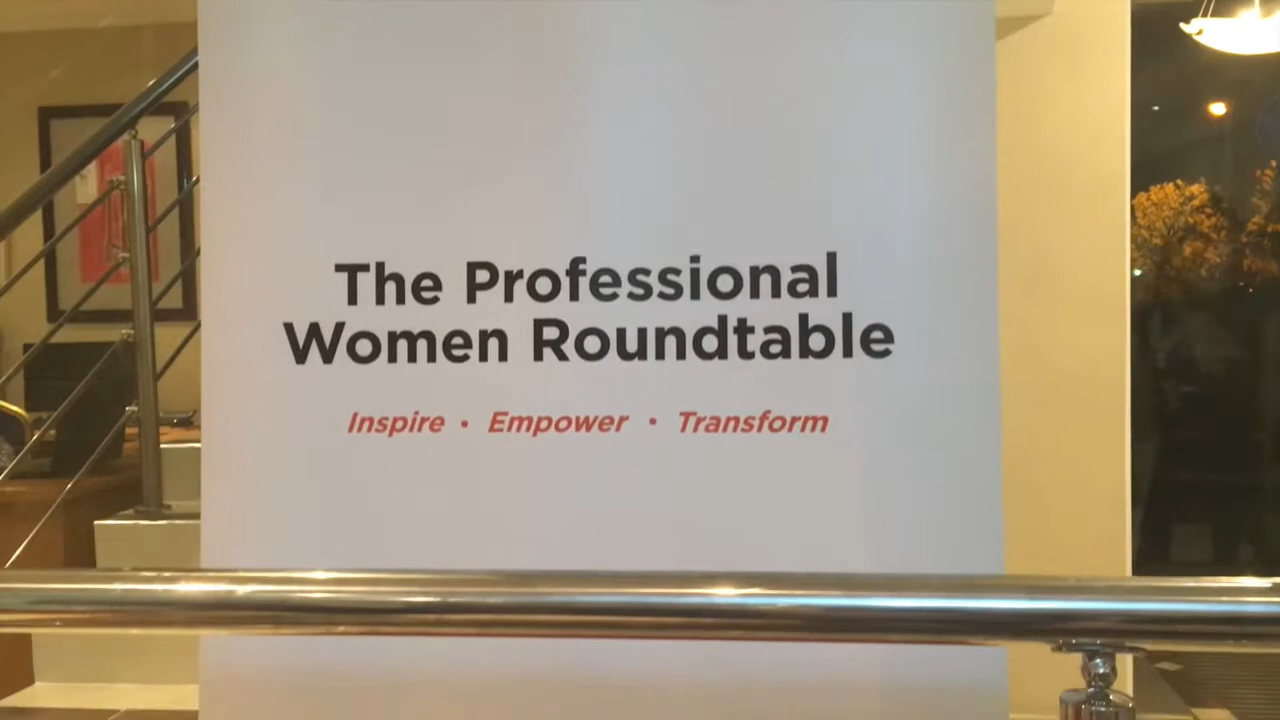 The Professional
Women Roundtable
Inspire • Empower • Transform